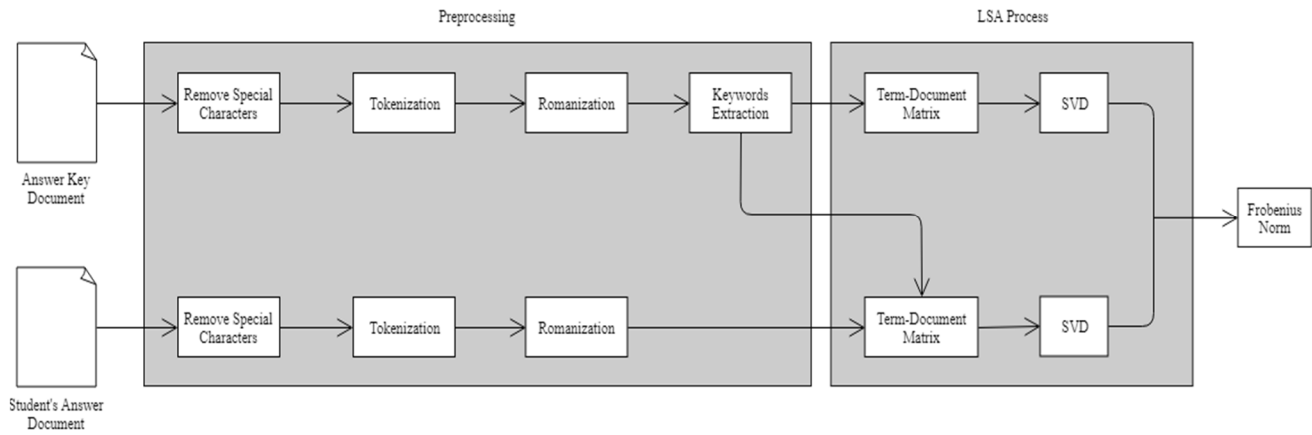 Preprocessing
LSA Process
Remove Special
Characters
Tokenization
Romanization
Keywords
Extraction
Term-Document
Matrix
SVD
Answer Key
Document
Frobenius
Norm
Remove Special
Characters
Tokenization
Romanization
Term-Document
Matrix
SVD
Student's Answer
Document